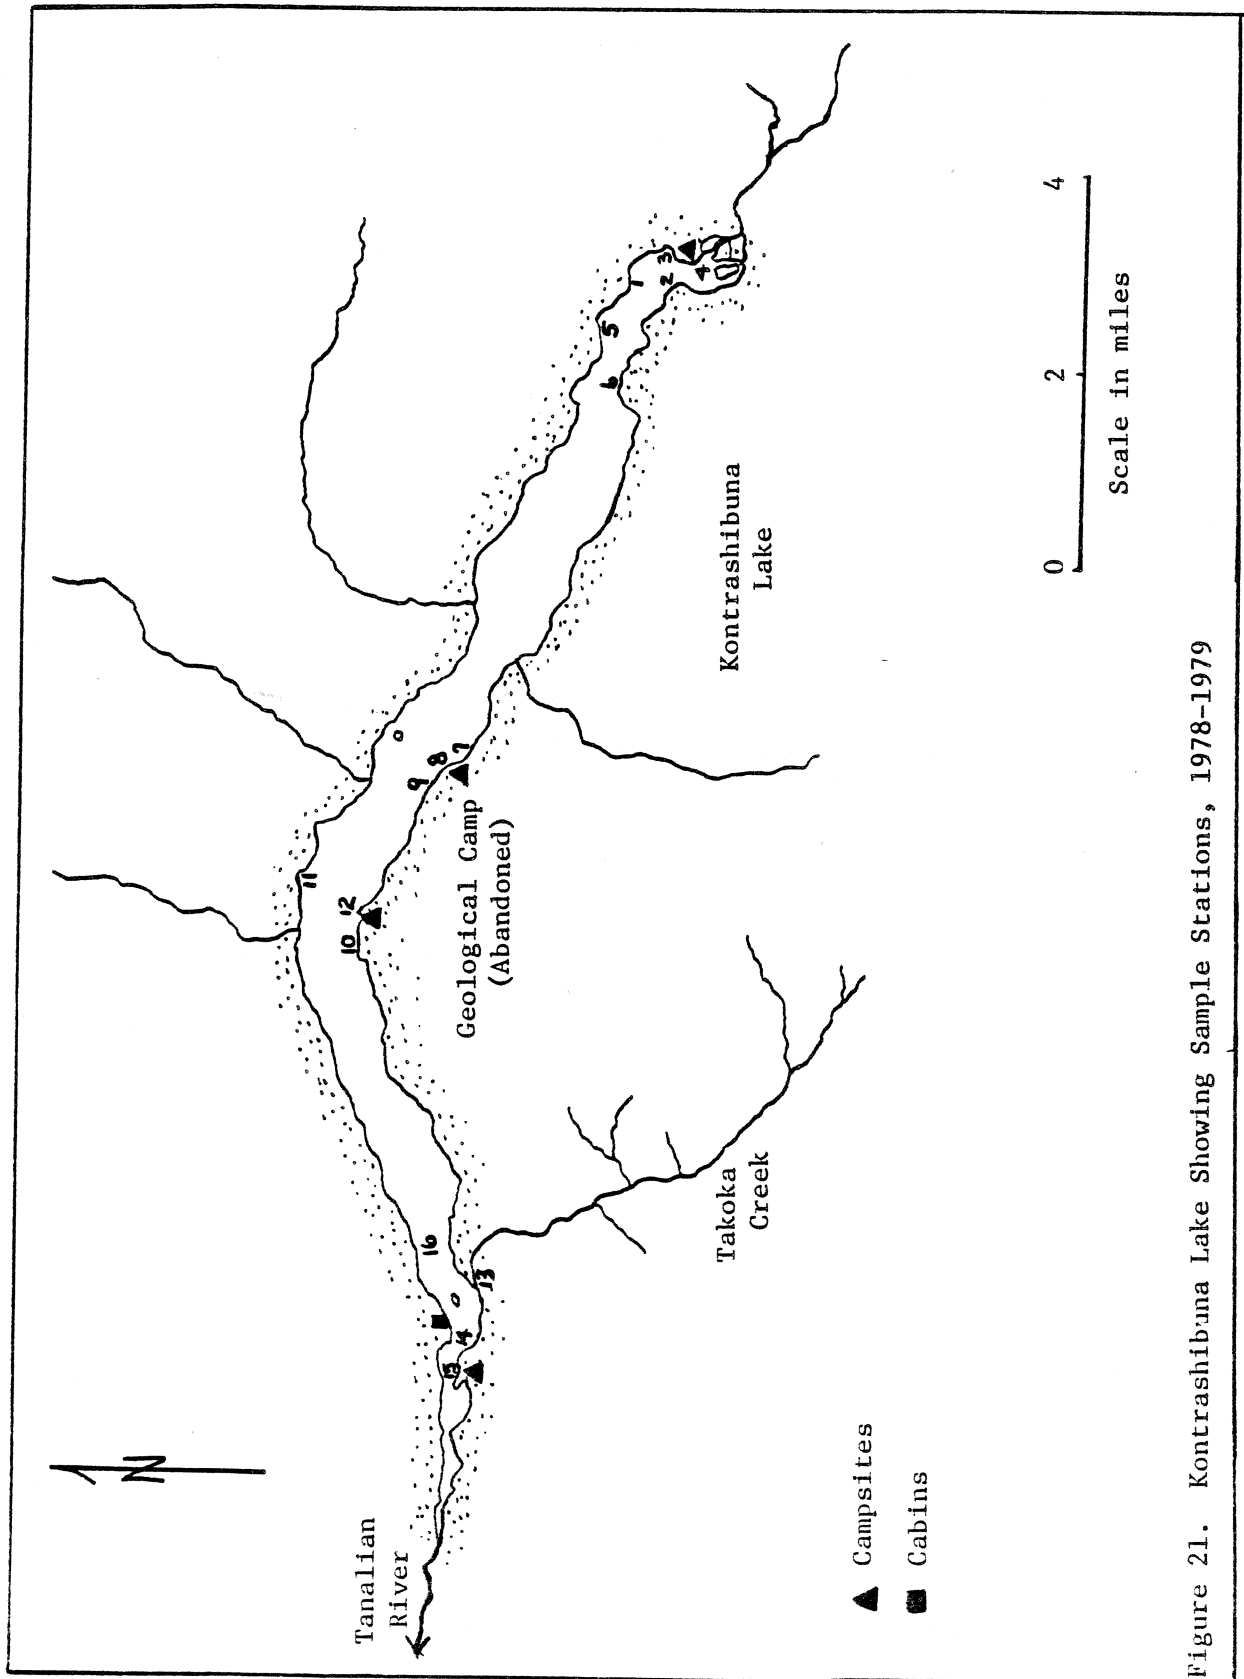 N
Tanalian
River
16
15
14
13
11
12
10
9
8
7
6
5
1
2
3
4
Geological Camp
(Abandoned)
Takoka
Creek
Kontrashibuna
Lake
▲ Campsites
■ Cabins
0 2 4
Scale in miles
Figure 21. Kontrashibuna Lake Showing Sample Stations, 1978-1979